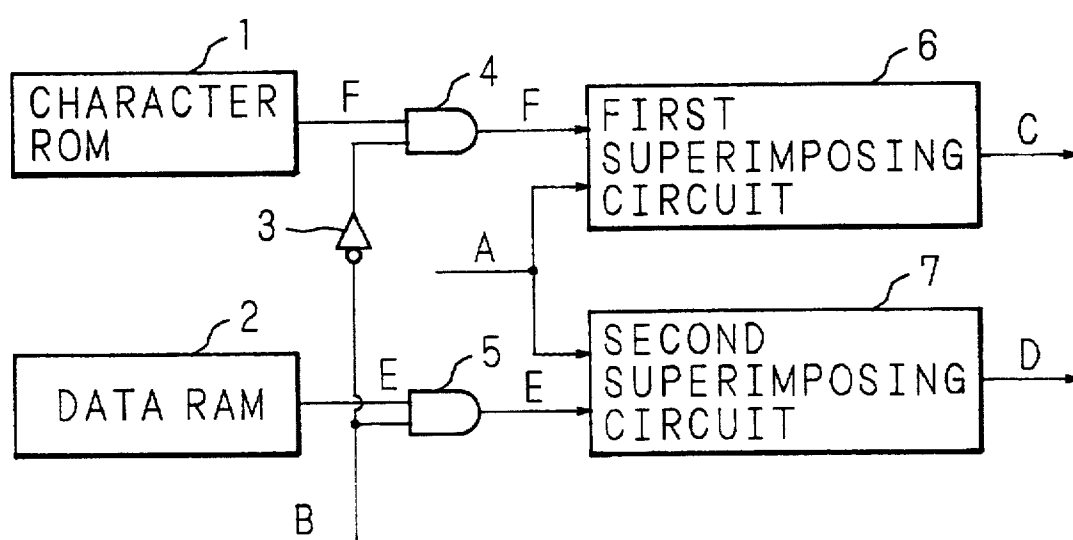 1
CHARACTER
ROM
F
4
F
6
FIRST
SUPERIMPOSING
CIRCUIT
C
3
A
2
DATA RAM
E
5
E
7
SECOND
SUPERIMPOSING
CIRCUIT
D
B